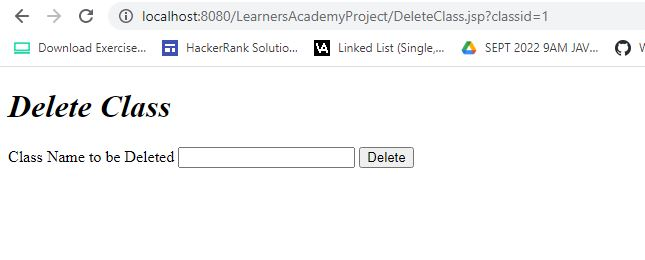 localhost:8080/LearnersAcademyProject/DeleteClass.jsp?classid=1
Download Exercise... HackerRank Solutio... Linked List (Single,... SEPT 2022 9AM JAV... W
Delete Class
Class Name to be Deleted Delete